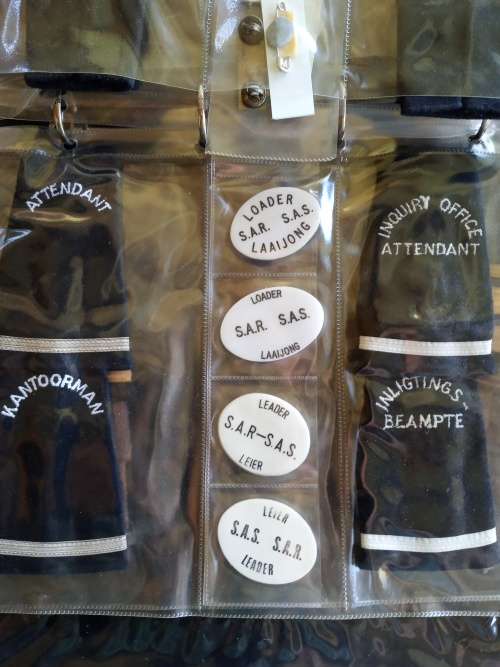 ATTENDANT
KANTOORMAN
LOADER
S.A.R. S.A.S.
LAAIJONG
LOADER
S.A.R. S.A.S.
LAAIJONG
LEADER
S.A.R-S.A.S.
LEIER
LEIER
S.A.S. S.A.R.
LEADER
INQUIRY OFFICE
ATTENDANT
INLIGTINGS-
BEAMPTE